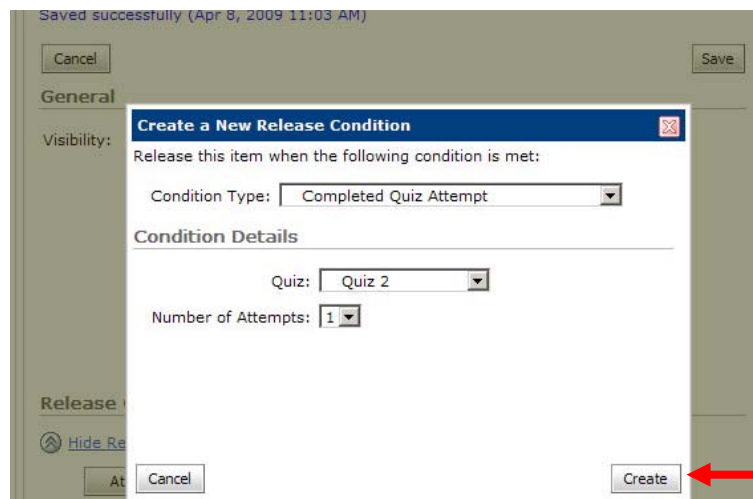 Saved successfully (Apr 8, 2009 11:03 AM)
Cancel
Save
General
Visibility:
Create a New Release Condition
Release this item when the following condition is met:
Condition Type: Completed Quiz Attempt
Condition Details
Quiz: Quiz 2
Number of Attempts: 1
Release
Hide Re
At
Cancel
Create